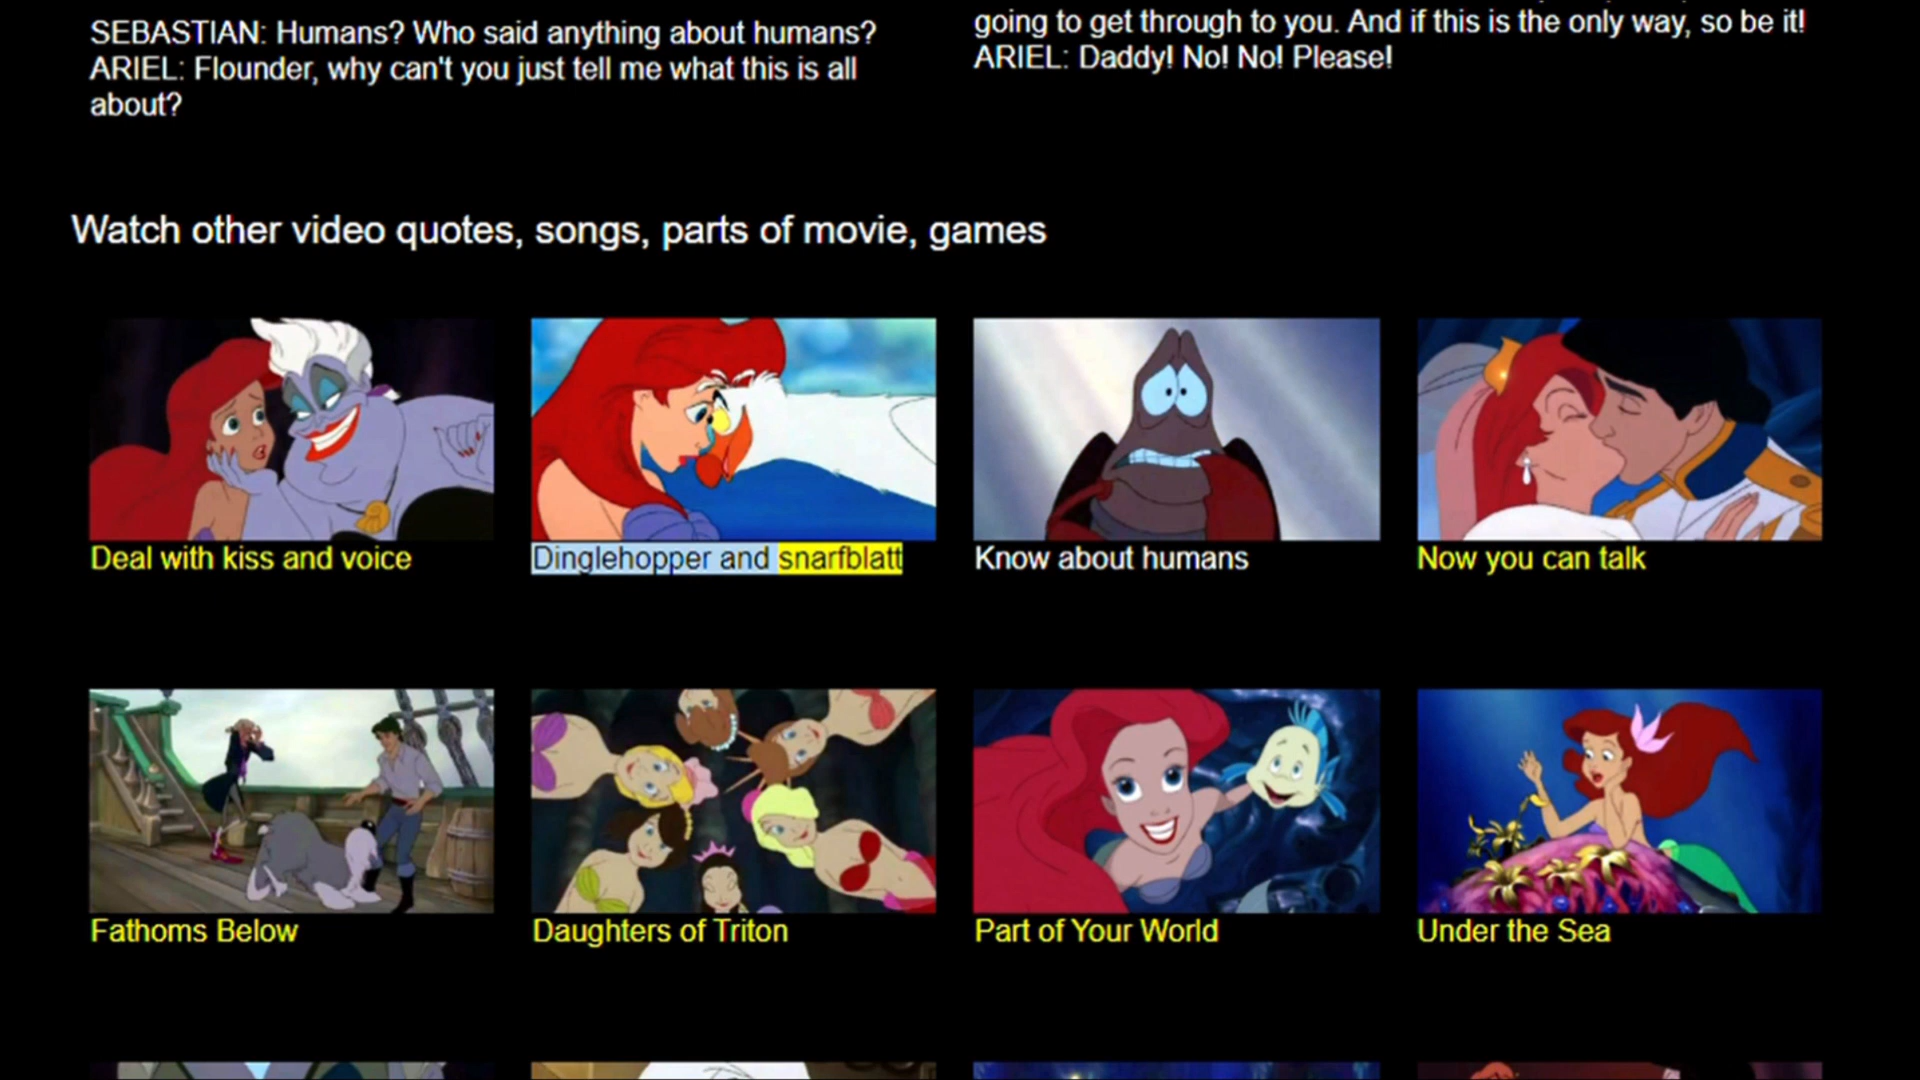 SEBASTIAN: Humans? Who said anything about humans?
ARIEL: Flounder, why can't you just tell me what this is all
about?
going to get through to you. And if this is the only way, so be it!
ARIEL: Daddy! No! No! Please!
Watch other video quotes, songs, parts of movie, games
Deal with kiss and voice
Dinglehopper and snarfblatt
Know about humans
Now you can talk
Fathoms Below
Daughters of Triton
Part of Your World
Under the Sea